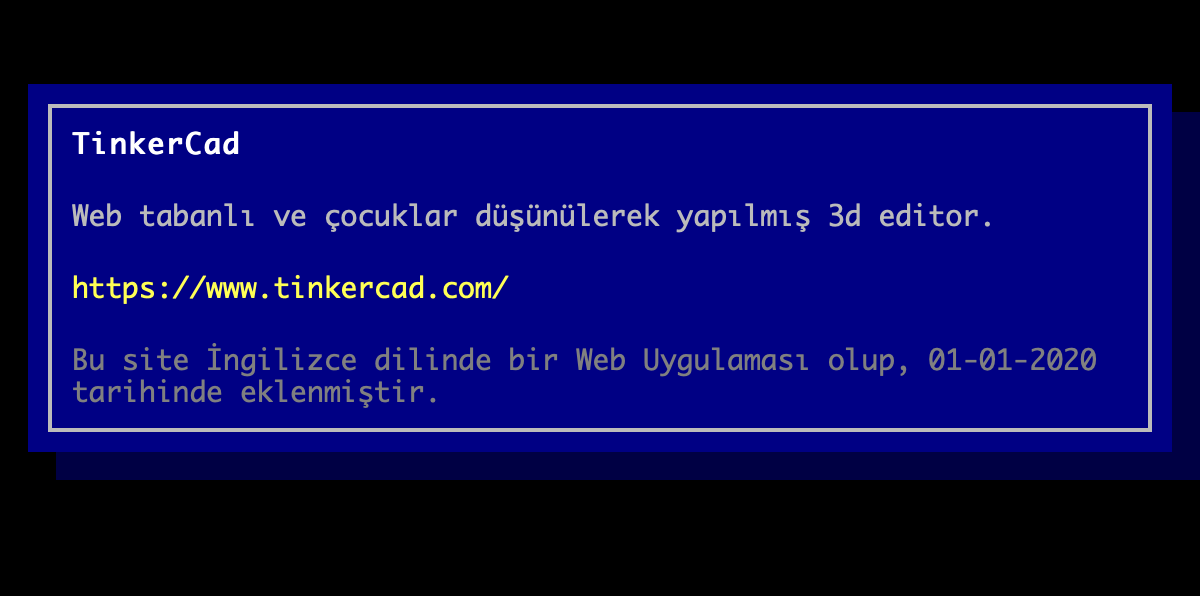 TinkerCad
Web tabanlı ve çocuklar düşünülerek yapılmış 3d editor.
https://www.tinkercad.com/
Bu site İngilizce dilinde bir Web Uygulaması olup, 01-01-2020
tarihinde eklenmiştir.